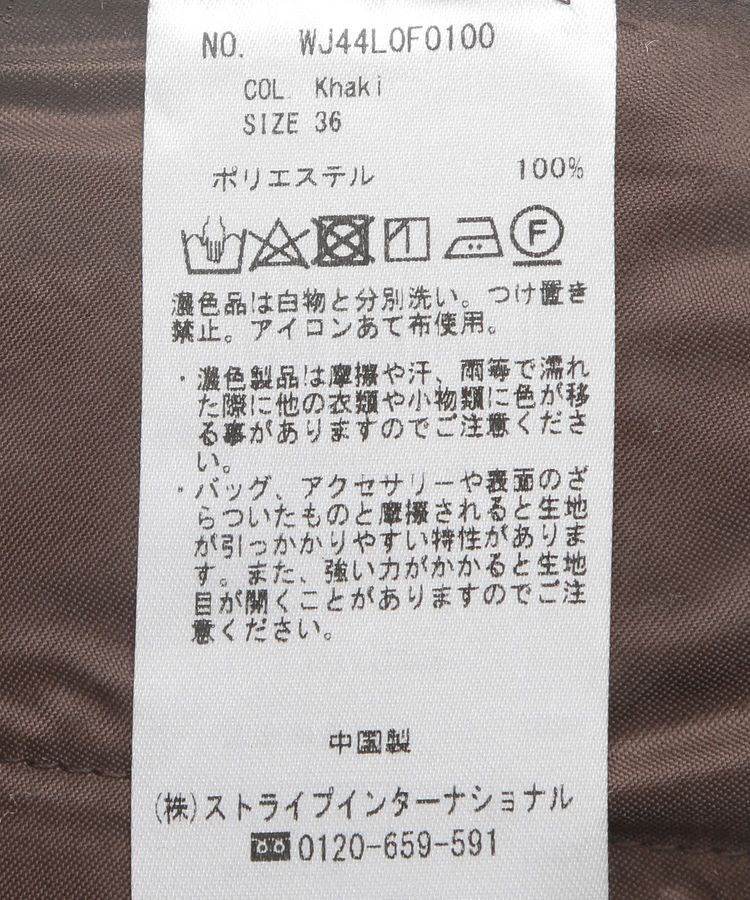 NO. WJ44L0F0100
COL Khaki
SIZE 36
ポリエステル 100%
F
濃色品は白物と分別洗い。つけ置き
禁止。アイロンあて布使用。
・濃色製品は摩擦や汗、雨等で濡れ
た際に他の衣類や小物類に色が移
る事がありますのでご注意くださ
い。
・バッグ、アクセサリーや表面のざ
らついたものと摩擦されると生地
が引っかかりやすい特性がありま
す。また、強い力がかかると生地
目が開くことがありますのでご注
意ください。
中国製
(株)ストライプインターナショナル
0120-659-591